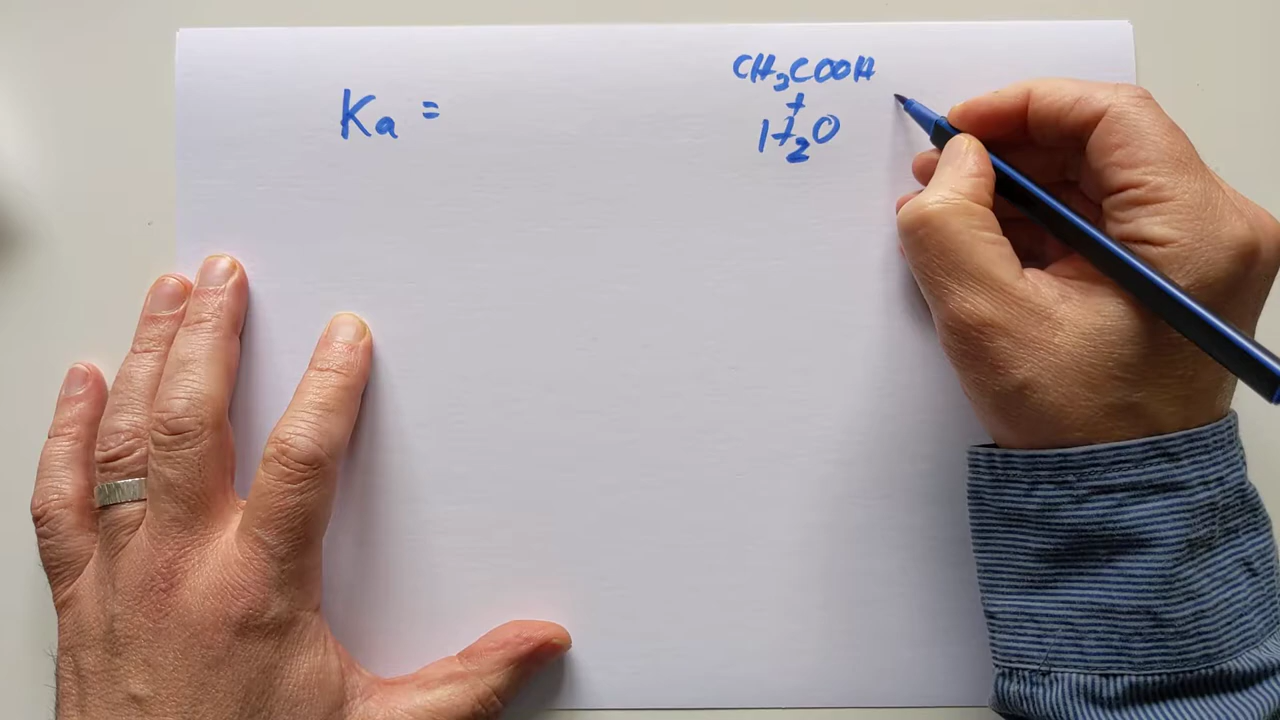 Ka =
CH₃COOH
+
H₂O